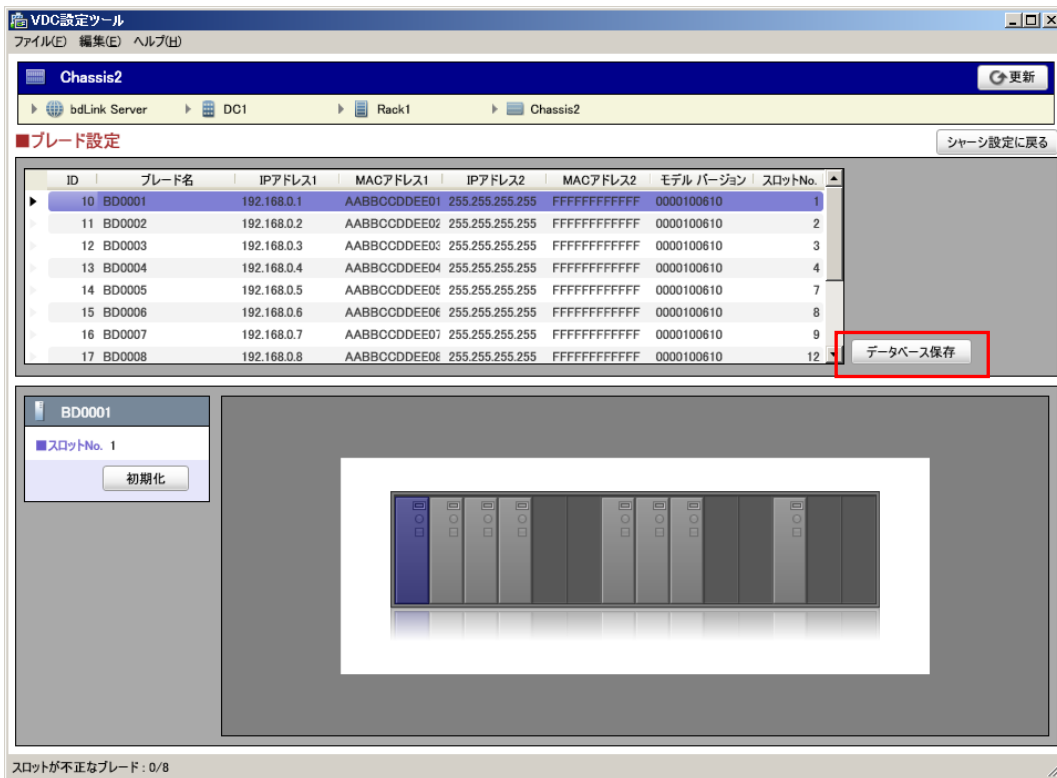 VDC設定ツール
ファイル(F) 編集(E) ヘルプ(H)
Chassis2 更新
bdLink Server DC1 Rack1 Chassis2
■ブレード設定 シャーシ設定に戻る
ID ブレード名 IPアドレス1 MACアドレス1 IPアドレス2 MACアドレス2 モデル バージョン スロットNo.
10 BD0001 192.168.0.1 AABBCCDDEE01 255.255.255.255 FFFFFFFFFFFF 0000100610 1
11 BD0002 192.168.0.2 AABBCCDDEE02 255.255.255.255 FFFFFFFFFFFF 0000100610 2
12 BD0003 192.168.0.3 AABBCCDDEE03 255.255.255.255 FFFFFFFFFFFF 0000100610 3
13 BD0004 192.168.0.4 AABBCCDDEE04 255.255.255.255 FFFFFFFFFFFF 0000100610 4
14 BD0005 192.168.0.5 AABBCCDDEE05 255.255.255.255 FFFFFFFFFFFF 0000100610 7
15 BD0006 192.168.0.6 AABBCCDDEE06 255.255.255.255 FFFFFFFFFFFF 0000100610 8
16 BD0007 192.168.0.7 AABBCCDDEE07 255.255.255.255 FFFFFFFFFFFF 0000100610 9
17 BD0008 192.168.0.8 AABBCCDDEE08 255.255.255.255 FFFFFFFFFFFF 0000100610 12
データベース保存
BD0001
■スロットNo. 1
初期化
スロットが不正なブレード : 0/8